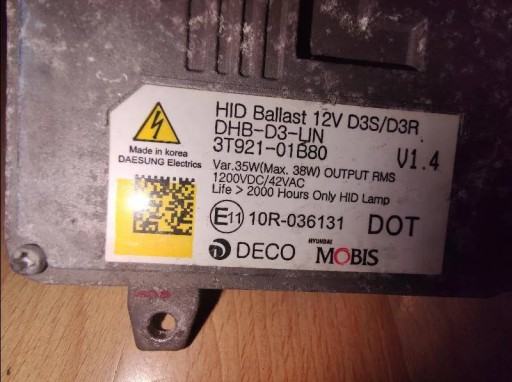 HID Ballast 12V D3S/D3R
DHB-D3-UN
3T921-01B80 V1.4
Made in korea
DAESUNG Electrics
Var.35W(Max. 38W) OUTPUT RMS
1200VDC/42VAC
Life > 2000 Hours Only HID Lamp
E11 10R-036131 DOT
DECO HYUNDAI
MOBIS